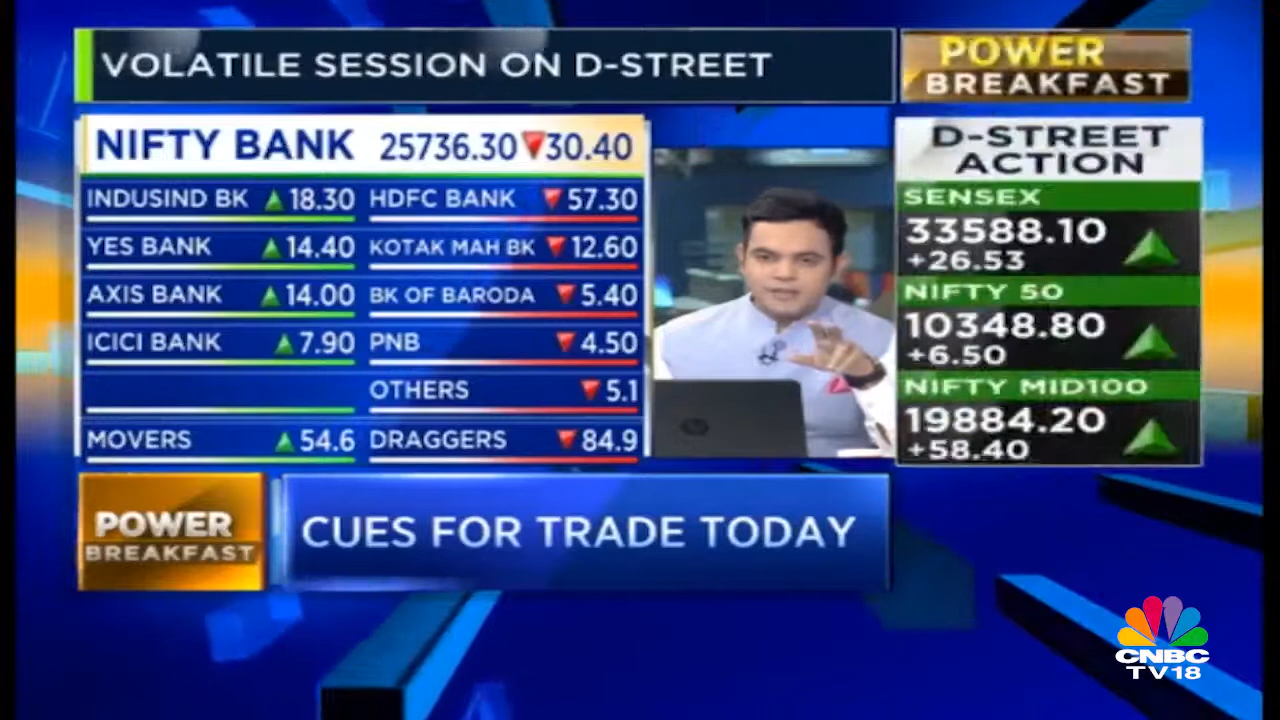 VOLATILE SESSION ON D-STREET
POWER
BREAKFAST
NIFTY BANK 25736.30 ▼30.40
INDUSIND BK ▲ 18.30 HDFC BANK ▼ 57.30
YES BANK ▲ 14.40 KOTAK MAH BK ▼ 12.60
AXIS BANK ▲ 14.00 BK OF BARODA ▼ 5.40
ICICI BANK ▲ 7.90 PNB ▼ 4.50
OTHERS ▼ 5.1
MOVERS ▲ 54.6 DRAGGERS ▼ 84.9
D-STREET
ACTION
SENSEX
33588.10
+26.53
NIFTY 50
10348.80
+6.50
NIFTY MID100
19884.20
+58.40
POWER
BREAKFAST
CUES FOR TRADE TODAY
hp
CNBC
TV18